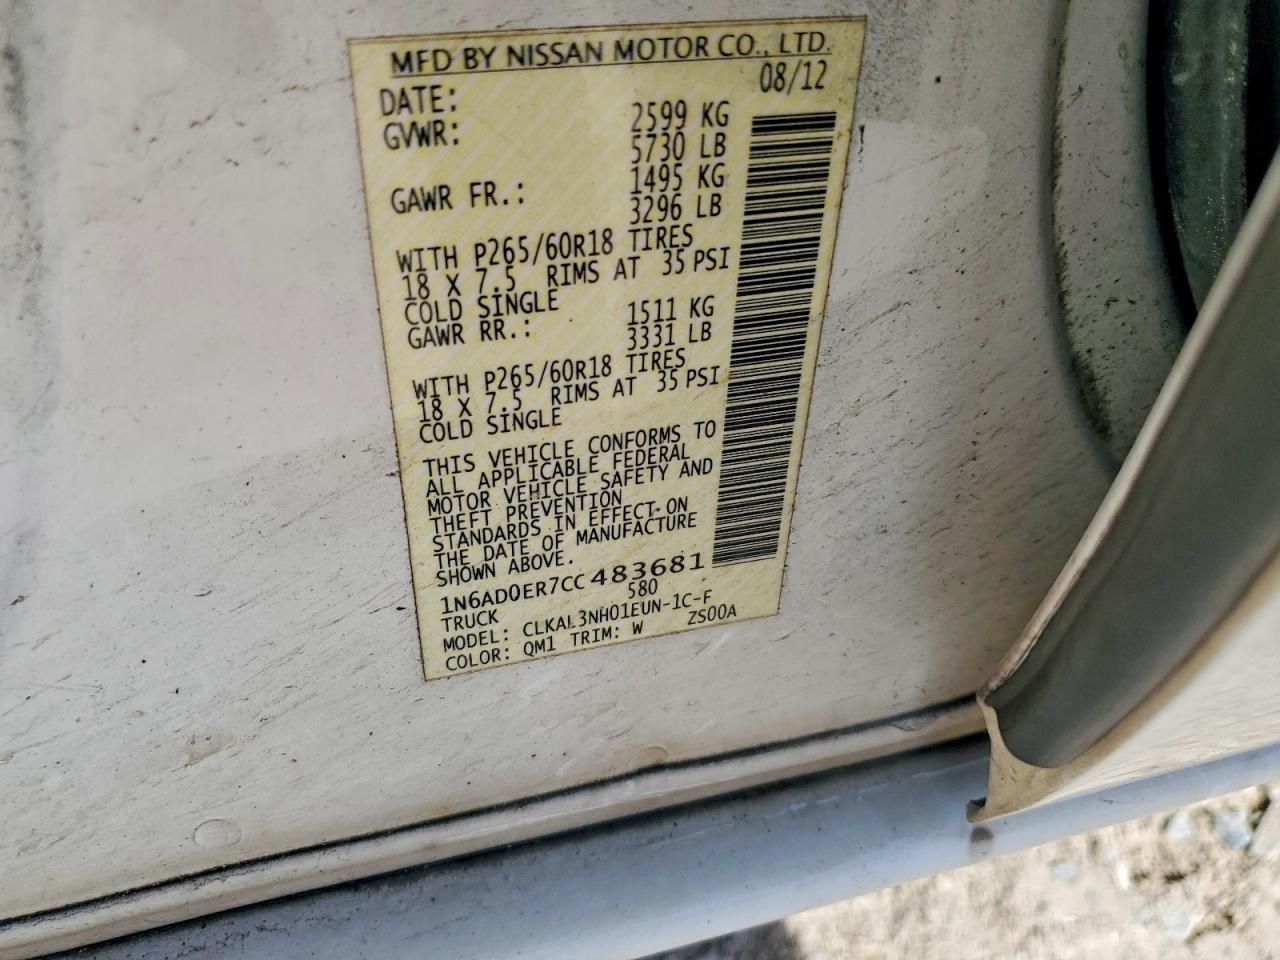 MFD BY NISSAN MOTOR CO., LTD.
DATE: 08/12
GVWR: 2599 KG
5730 LB
GAWR FR.: 1495 KG
3296 LB
WITH P265/60R18 TIRES
18 X 7.5 RIMS AT 35 PSI
COLD SINGLE
GAWR RR.: 1511 KG
3331 LB
WITH P265/60R18 TIRES
18 X 7.5 RIMS AT 35 PSI
COLD SINGLE
THIS VEHICLE CONFORMS TO
ALL APPLICABLE FEDERAL
MOTOR VEHICLE SAFETY AND
THEFT PREVENTION
STANDARDS IN EFFECT ON
THE DATE OF MANUFACTURE
SHOWN ABOVE.
1N6AD0ER7CC483681
TRUCK 580
MODEL: CLKAL3NH01EUN-1C-F
COLOR: QM1 TRIM: W ZS00A